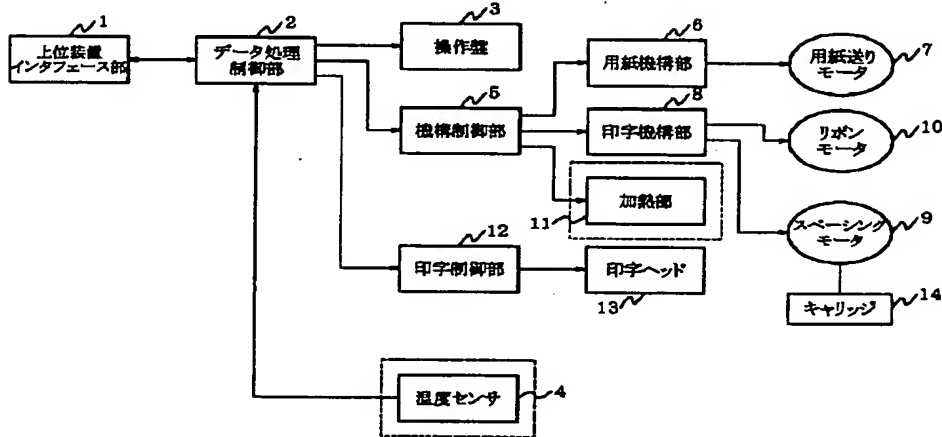 1
上位装置
インタフェース部
2
データ処理
制御部
3
操作盤
5
機構制御部
6
用紙機構部
7
用紙送り
モータ
8
印字機構部
10
リボン
モータ
11
加熱部
9
スペーシング
モータ
12
印字制御部
印字ヘッド
13
キャリッジ
14
温度センサ
4